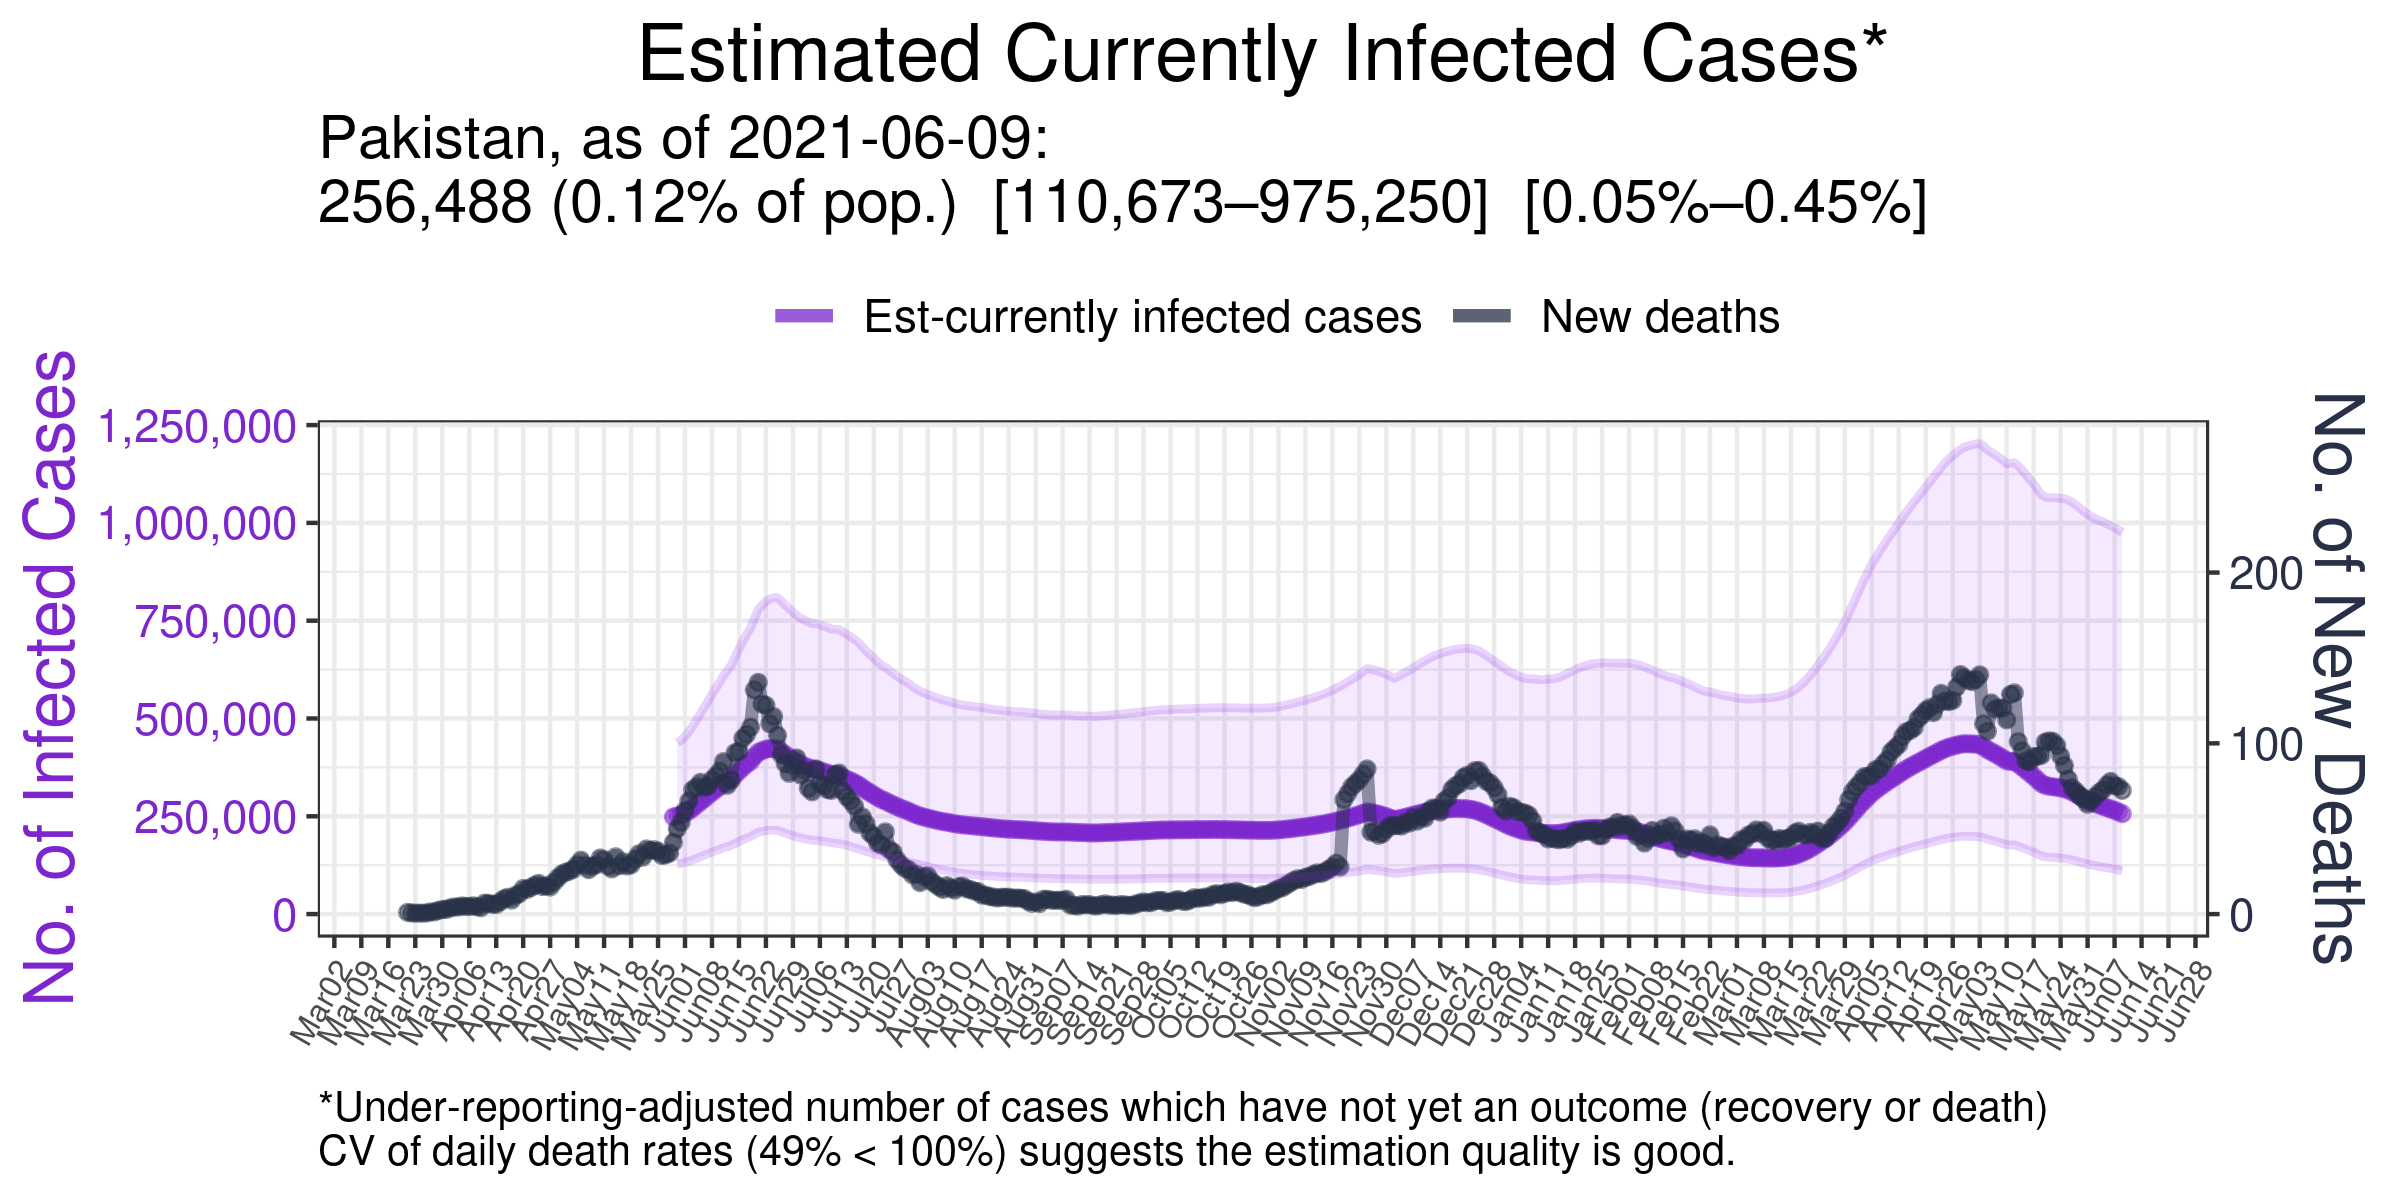 Estimated Currently Infected Cases*
Pakistan, as of 2021-06-09:
256,488 (0.12% of pop.) [110,673–975,250] [0.05%–0.45%]
Est-currently infected cases New deaths
No. of Infected Cases
1,250,000
1,000,000
750,000
500,000
250,000
0
No. of New Deaths
200
100
0
Mar02 Mar09 Mar16 Mar23 Mar30 Apr06 Apr13 Apr20 Apr27 May04 May11 May18 May25 Jun01 Jun08 Jun15 Jun22 Jun29 Jul06 Jul13 Jul20 Jul27 Aug03 Aug10 Aug17 Aug24 Aug31 Sep07 Sep14 Sep21 Sep28 Oct05 Oct12 Oct19 Oct26 Nov02 Nov09 Nov16 Nov23 Nov30 Dec07 Dec14 Dec21 Dec28 Jan04 Jan11 Jan18 Jan25 Feb01 Feb08 Feb15 Feb22 Mar01 Mar08 Mar15 Mar22 Mar29 Apr05 Apr12 Apr19 Apr26 May03 May10 May17 May24 May31 Jun07 Jun14 Jun21 Jun28
*Under-reporting-adjusted number of cases which have not yet an outcome (recovery or death)
CV of daily death rates (49% < 100%) suggests the estimation quality is good.